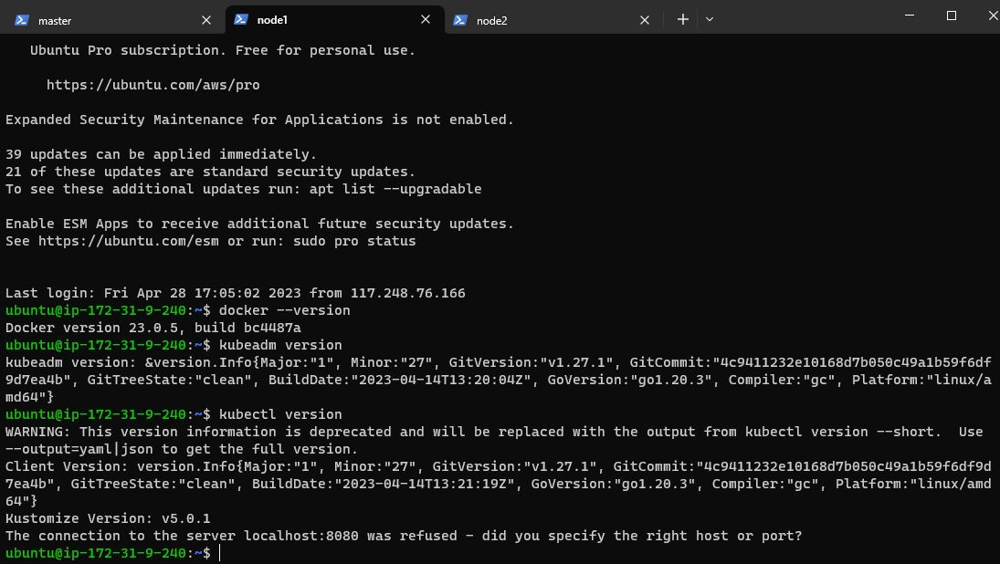 master
node1
node2
Ubuntu Pro subscription. Free for personal use.
https://ubuntu.com/aws/pro
Expanded Security Maintenance for Applications is not enabled.
39 updates can be applied immediately.
21 of these updates are standard security updates.
To see these additional updates run: apt list --upgradable
Enable ESM Apps to receive additional future security updates.
See https://ubuntu.com/esm or run: sudo pro status
Last login: Fri Apr 28 17:05:02 2023 from 117.248.76.166
ubuntu@ip-172-31-9-240:~$ docker --version
Docker version 23.0.5, build bc4487a
ubuntu@ip-172-31-9-240:~$ kubeadm version
kubeadm version: &version.Info{Major:"1", Minor:"27", GitVersion:"v1.27.1", GitCommit:"4c9411232e10168d7b050c49a1b59f6df
9d7ea4b", GitTreeState:"clean", BuildDate:"2023-04-14T13:20:04Z", GoVersion:"go1.20.3", Compiler:"gc", Platform:"linux/a
md64"}
ubuntu@ip-172-31-9-240:~$ kubectl version
WARNING: This version information is deprecated and will be replaced with the output from kubectl version --short.  Use
--output=yaml|json to get the full version.
Client Version: version.Info{Major:"1", Minor:"27", GitVersion:"v1.27.1", GitCommit:"4c9411232e10168d7b050c49a1b59f6df9d
7ea4b", GitTreeState:"clean", BuildDate:"2023-04-14T13:21:19Z", GoVersion:"go1.20.3", Compiler:"gc", Platform:"linux/amd
64"}
Kustomize Version: v5.0.1
The connection to the server localhost:8080 was refused - did you specify the right host or port?
ubuntu@ip-172-31-9-240:~$